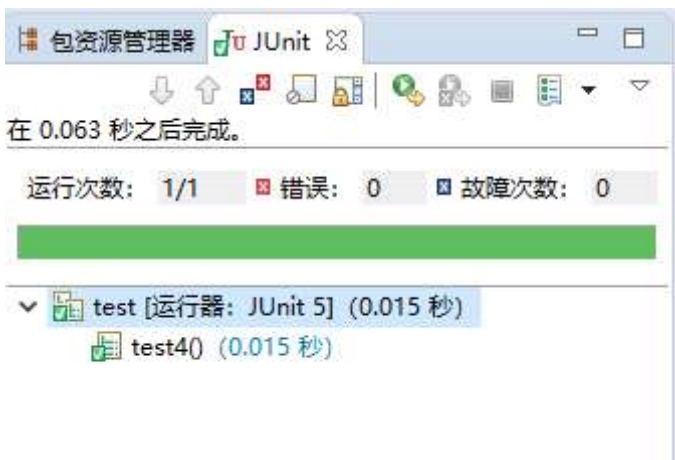 包资源管理器 JU JUnit
在 0.063 秒之后完成。
运行次数: 1/1 错误: 0 故障次数: 0
test [运行器: JUnit 5] (0.015 秒)
test4() (0.015 秒)